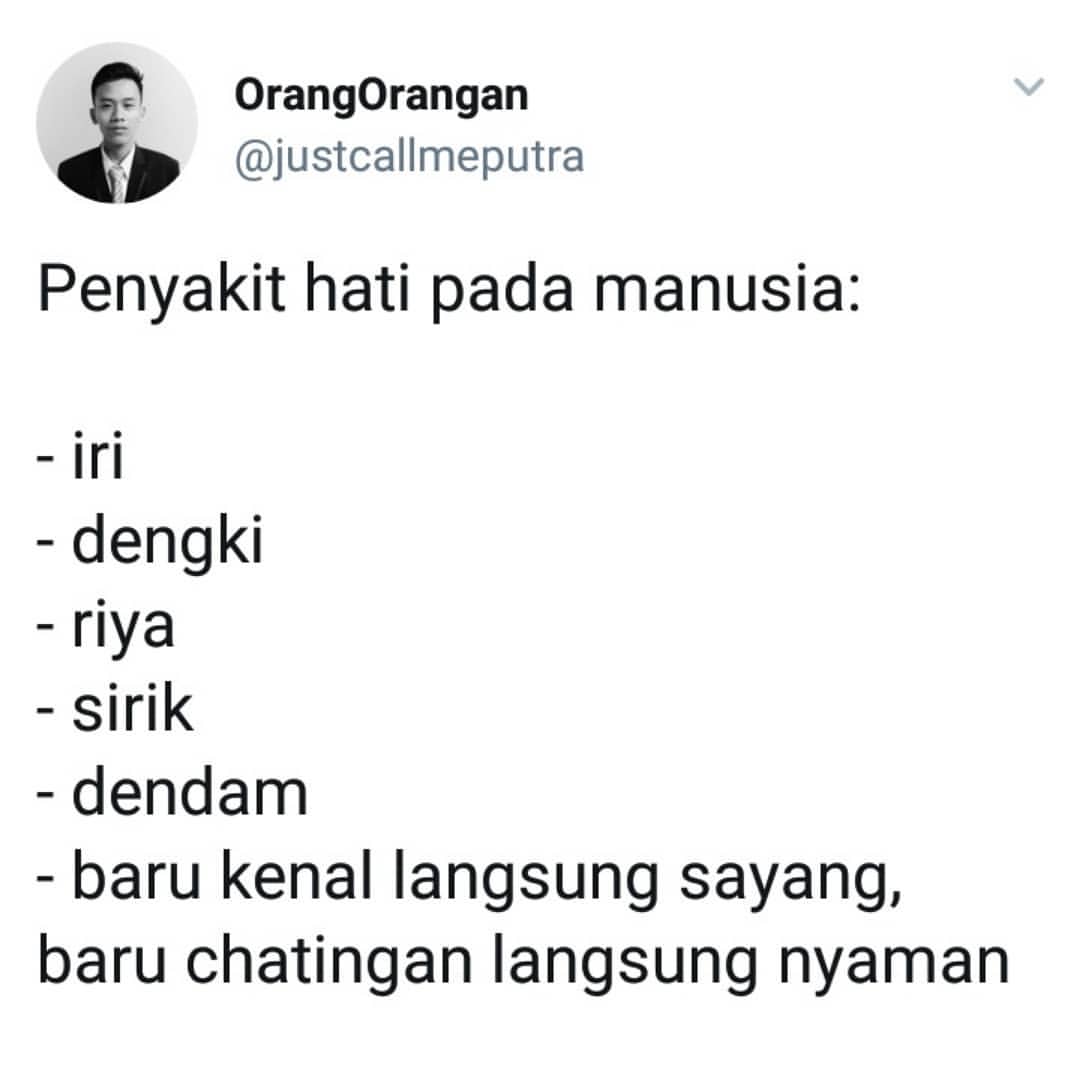 OrangOrangan
@justcallmeputra
Penyakit hati pada manusia:
- iri
- dengki
- riya
- sirik
- dendam
- baru kenal langsung sayang,
baru chatingan langsung nyaman